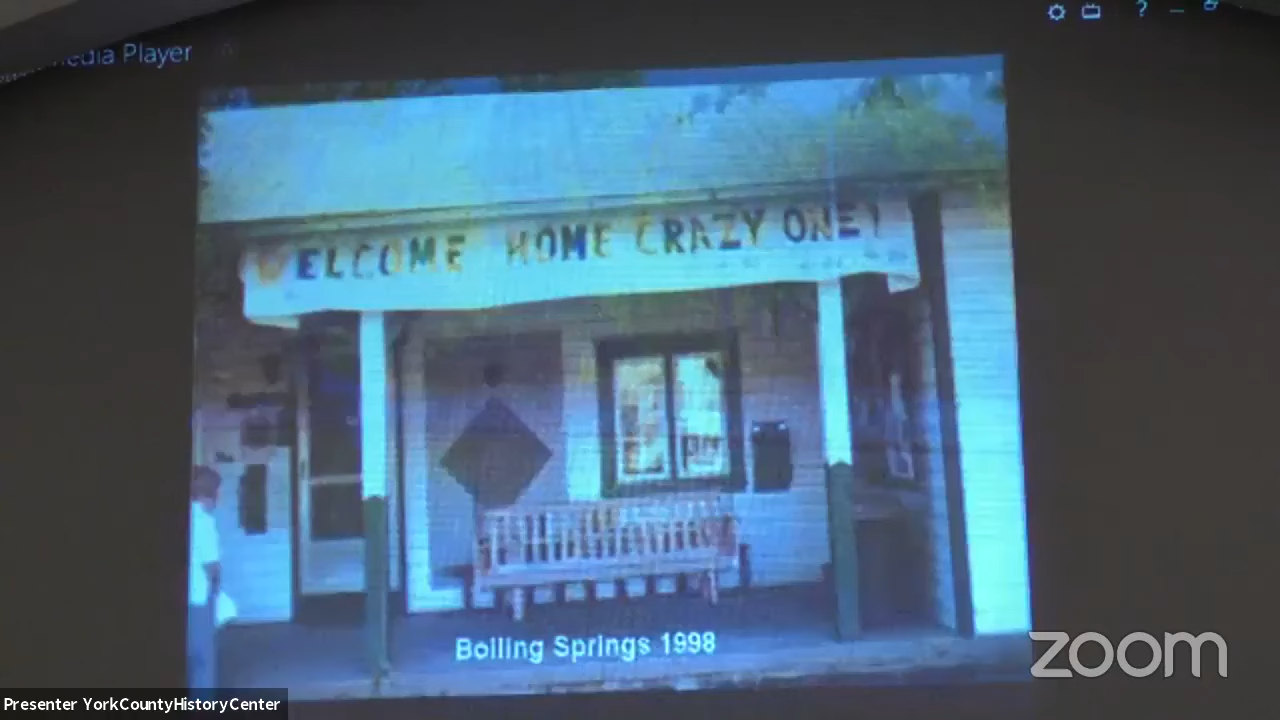 Media Player
?
WELCOME HOME CRAZY ONE!
Boiling Springs 1998
zoom
Presenter YorkCountyHistoryCenter